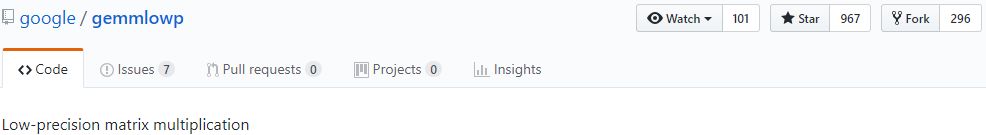 google / gemmlowp Watch 101 Star 967 Fork 296
Code Issues 7 Pull requests 0 Projects 0 Insights
Low-precision matrix multiplication